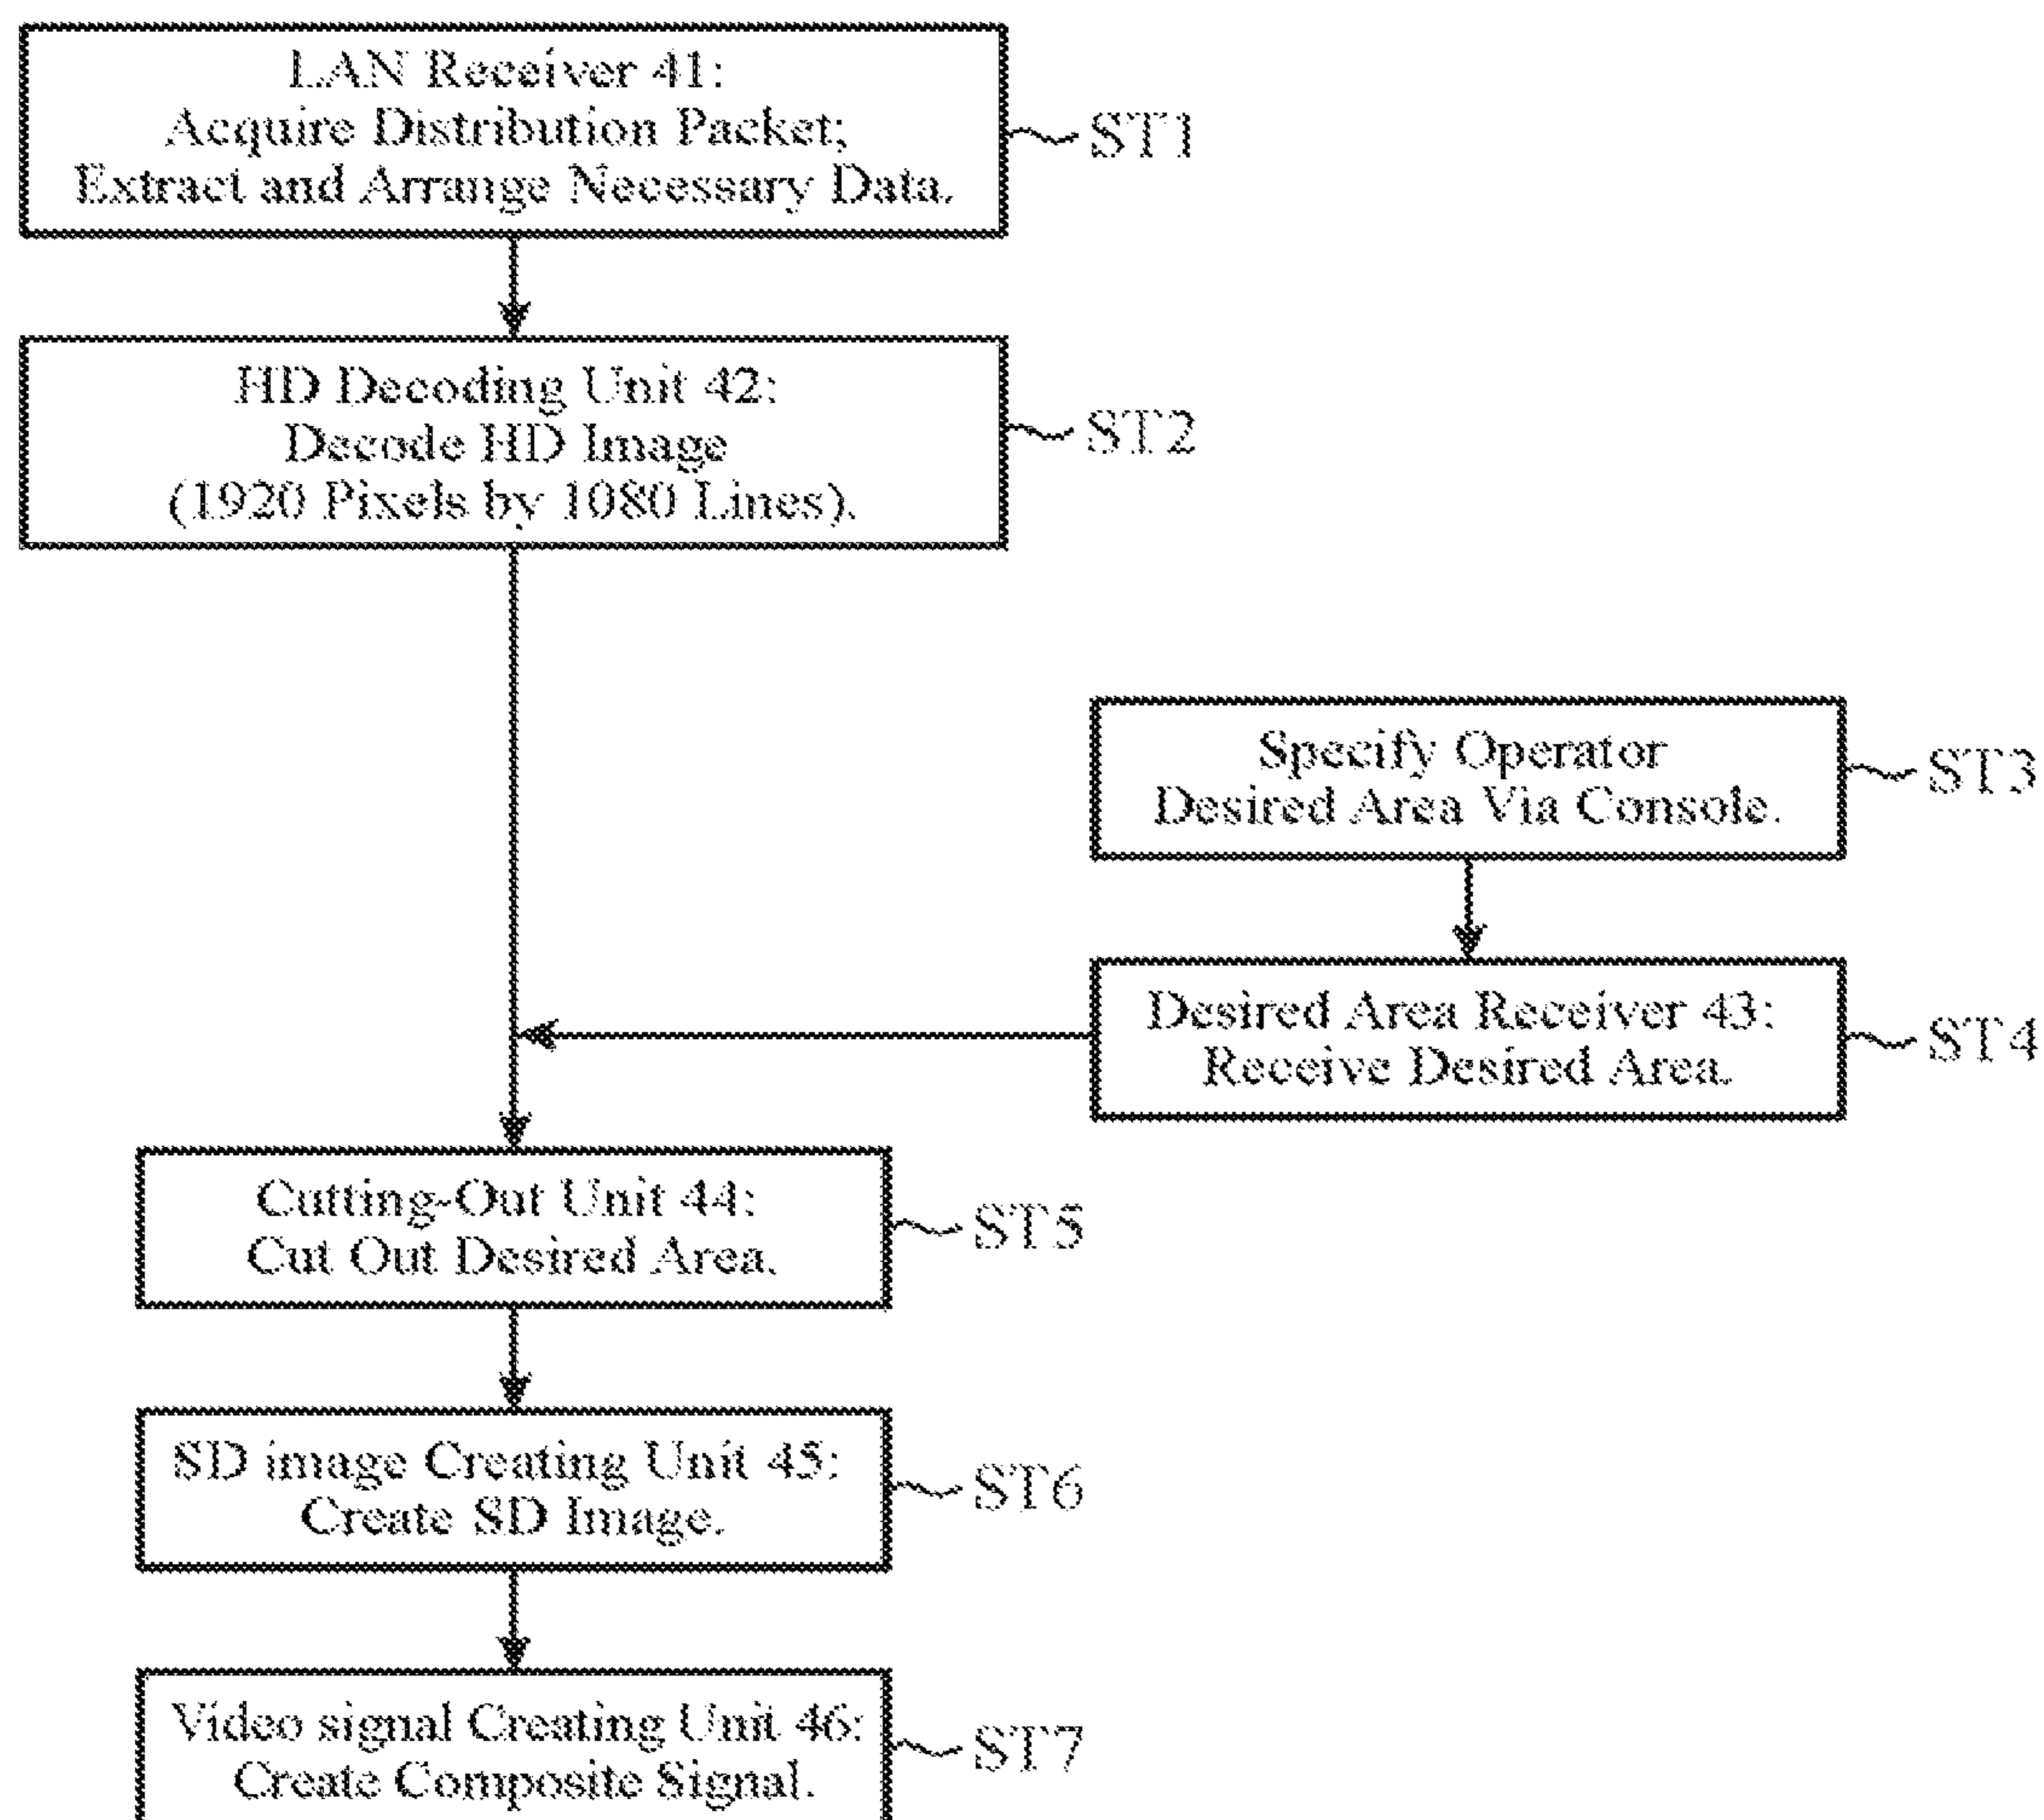 LAN Receiver 41:
Acquire Distribution Packet;
Extract and Arrange Necessary Data.
ST1
HD Decoding Unit 42:
Decode HD Image
(1920 Pixels by 1080 Lines).
ST2
Specify Operator
Desired Area Via Console.
ST3
Desired Area Receiver 43:
Receive Desired Area.
ST4
Cutting-Out Unit 44:
Cut Out Desired Area.
ST5
SD image Creating Unit 45:
Create SD Image.
ST6
Video signal Creating Unit 46:
Create Composite Signal.
ST7